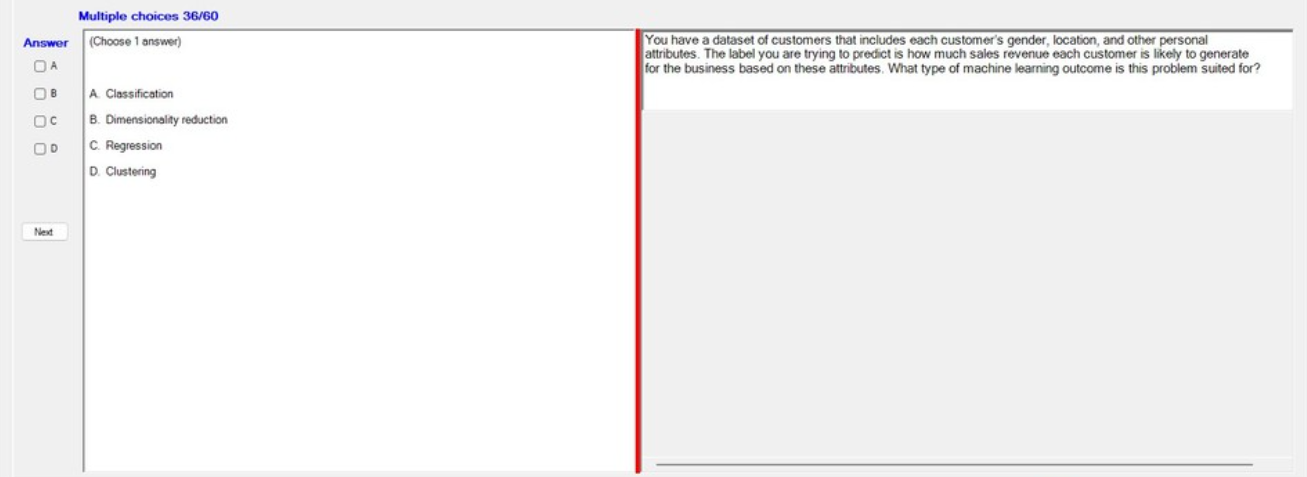 Multiple choices 36/60
Answer
A
B
C
D
Next
(Choose 1 answer)
A. Classification
B. Dimensionality reduction
C. Regression
D. Clustering
You have a dataset of customers that includes each customer's gender, location, and other personal
attributes. The label you are trying to predict is how much sales revenue each customer is likely to generate
for the business based on these attributes. What type of machine learning outcome is this problem suited for?